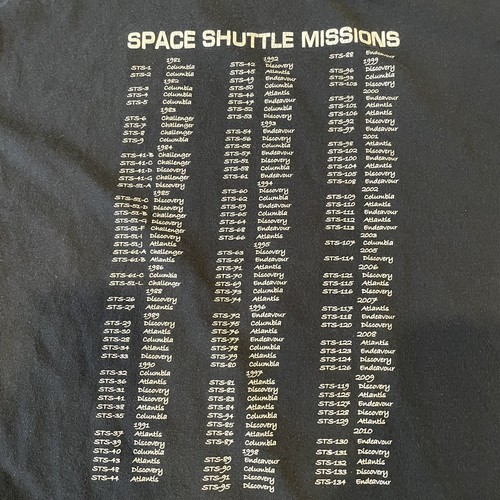 SPACE SHUTTLE MISSIONS
1981
STS-1 Columbia
STS-2 Columbia
1982
STS-3 Columbia
STS-4 Columbia
STS-5 Columbia
1983
STS-6 Challenger
STS-7 Challenger
STS-8 Challenger
STS-9 Columbia
1984
STS-41-B Challenger
STS-41-C Challenger
STS-41-D Discovery
STS-41-G Challenger
STS-51-A Discovery
1985
STS-51-C Discovery
STS-51-D Discovery
STS-51-B Challenger
STS-51-G Discovery
STS-51-F Challenger
STS-51-I Discovery
STS-51-J Atlantis
STS-61-A Challenger
STS-61-B Atlantis
1986
STS-61-C Columbia
STS-51-L Challenger
1988
STS-26 Discovery
STS-27 Atlantis
1989
STS-29 Discovery
STS-30 Atlantis
STS-28 Columbia
STS-34 Atlantis
STS-33 Discovery
1990
STS-32 Columbia
STS-36 Atlantis
STS-31 Discovery
STS-41 Discovery
STS-38 Atlantis
STS-35 Columbia
1991
STS-37 Atlantis
STS-39 Discovery
STS-40 Columbia
STS-43 Atlantis
STS-48 Discovery
STS-44 Atlantis
1992
STS-42 Discovery
STS-45 Atlantis
STS-49 Endeavour
STS-50 Columbia
STS-46 Atlantis
STS-47 Endeavour
STS-52 Columbia
STS-53 Discovery
1993
STS-54 Endeavour
STS-56 Discovery
STS-55 Columbia
STS-57 Endeavour
STS-51 Discovery
STS-58 Columbia
STS-61 Endeavour
1994
STS-60 Discovery
STS-62 Columbia
STS-59 Endeavour
STS-65 Columbia
STS-64 Discovery
STS-68 Endeavour
STS-66 Atlantis
1995
STS-63 Discovery
STS-67 Endeavour
STS-71 Atlantis
STS-70 Discovery
STS-69 Endeavour
STS-73 Columbia
STS-74 Atlantis
1996
STS-72 Endeavour
STS-75 Columbia
STS-76 Atlantis
STS-77 Endeavour
STS-78 Columbia
STS-79 Atlantis
STS-80 Columbia
1997
STS-81 Atlantis
STS-82 Discovery
STS-83 Columbia
STS-84 Atlantis
STS-94 Columbia
STS-85 Discovery
STS-86 Atlantis
STS-87 Columbia
1998
STS-89 Endeavour
STS-90 Columbia
STS-91 Discovery
STS-95 Discovery
STS-88 Endeavour
1999
STS-96 Discovery
STS-93 Columbia
STS-103 Discovery
2000
STS-99 Endeavour
STS-101 Atlantis
STS-106 Atlantis
STS-92 Discovery
STS-97 Endeavour
2001
STS-98 Atlantis
STS-102 Discovery
STS-100 Endeavour
STS-104 Atlantis
STS-105 Discovery
STS-108 Endeavour
2002
STS-109 Columbia
STS-110 Atlantis
STS-111 Endeavour
STS-112 Atlantis
STS-113 Endeavour
2003
STS-107 Columbia
2005
STS-114 Discovery
2006
STS-121 Discovery
STS-115 Atlantis
STS-116 Discovery
2007
STS-117 Atlantis
STS-118 Endeavour
STS-120 Discovery
2008
STS-122 Atlantis
STS-123 Endeavour
STS-124 Discovery
STS-126 Endeavour
2009
STS-119 Discovery
STS-125 Atlantis
STS-127 Endeavour
STS-128 Discovery
STS-129 Atlantis
2010
STS-130 Endeavour
STS-131 Discovery
STS-132 Atlantis
STS-133 Discovery
STS-134 Endeavour